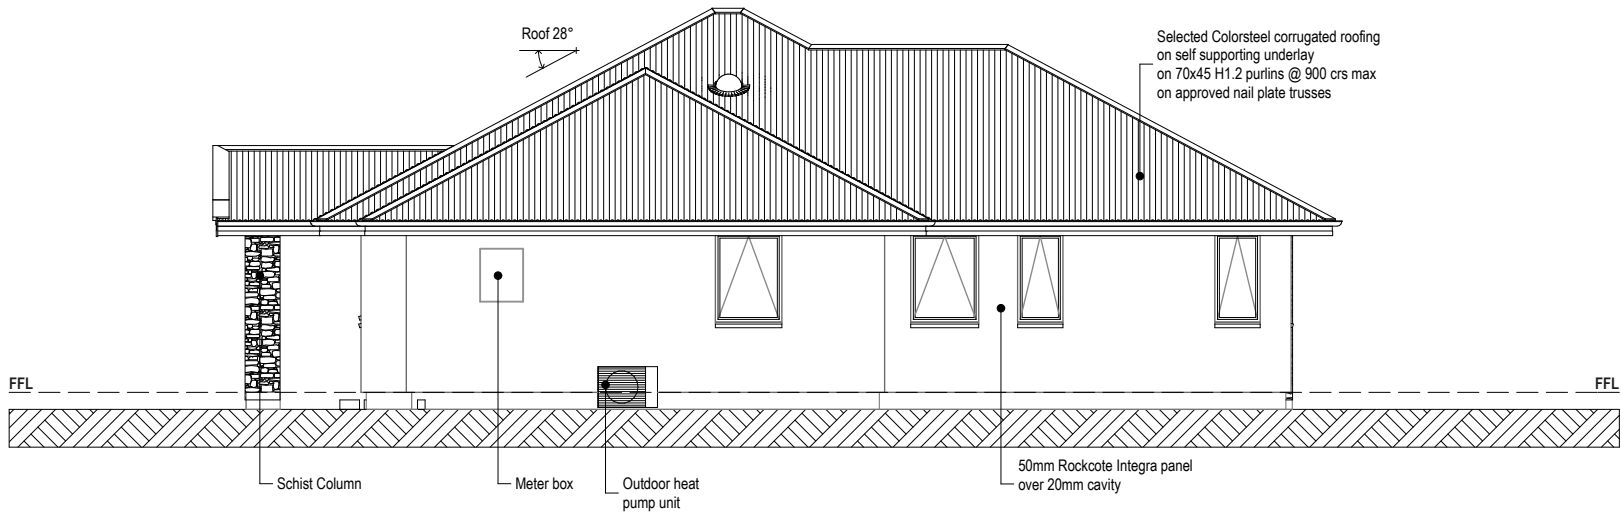 Roof 28°
Selected Colorsteel corrugated roofing
on self supporting underlay
on 70x45 H1.2 purlins @ 900 crs max
on approved nail plate trusses
FFL
FFL
Schist Column
Meter box
Outdoor heat
pump unit
50mm Rockcote Integra panel
over 20mm cavity